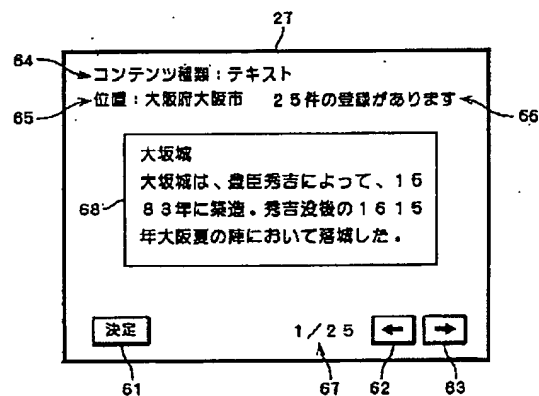 27
64
コンテンツ種類:テキスト
65
位置:大阪府大阪市 25件の登録があります
66
大坂城
大坂城は、豊臣秀吉によって、15
83年に築造。秀吉没後の1615
年大阪夏の陣において落城した。
68
決定
1/25
← →
61
67
62
63